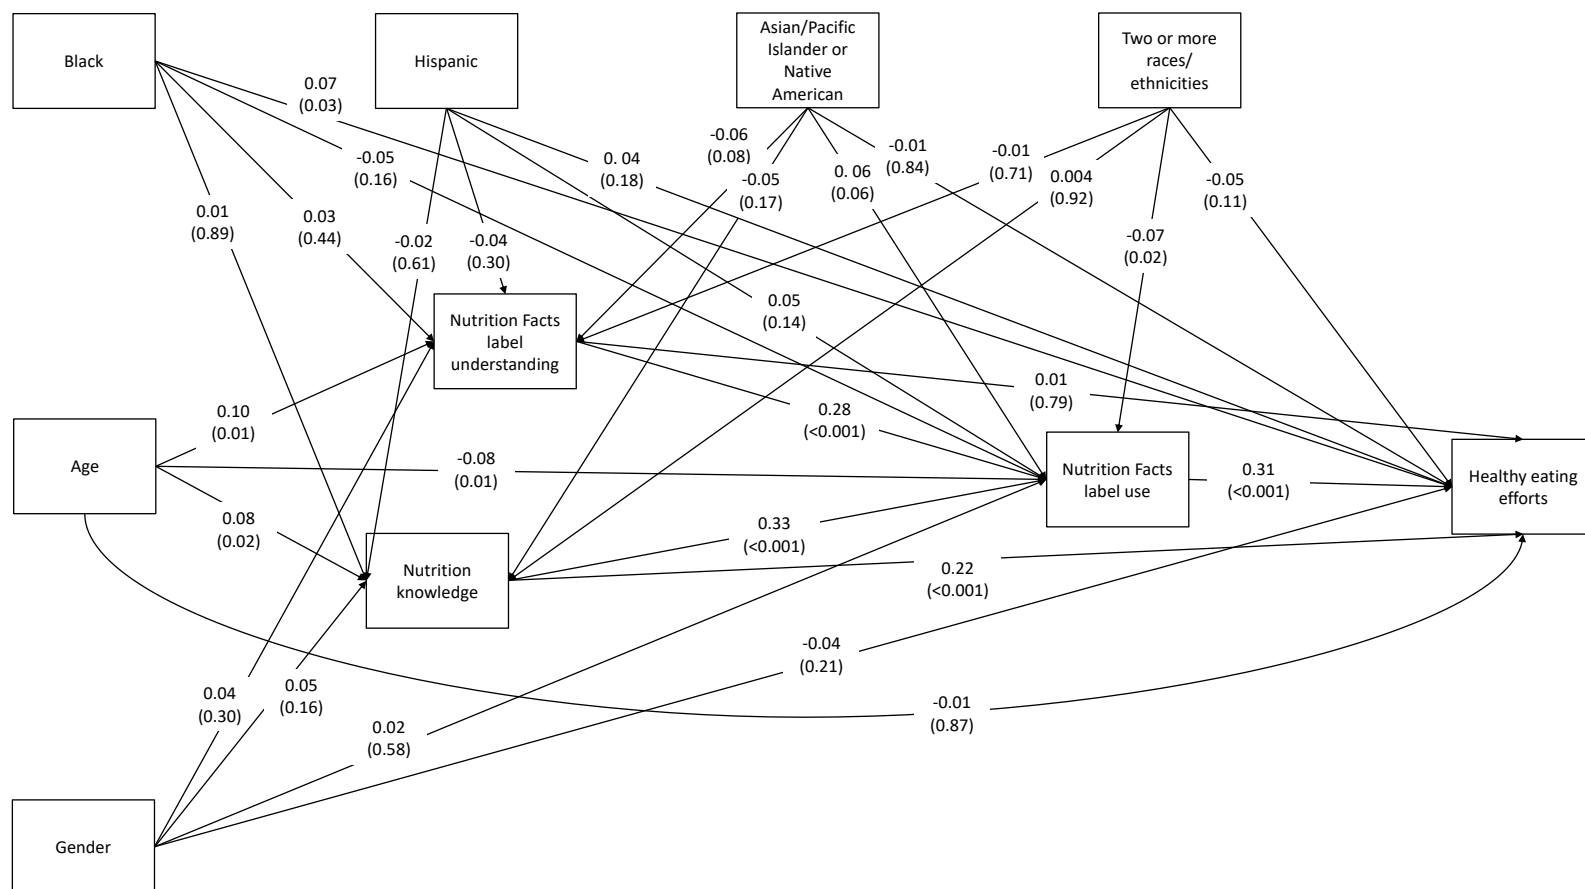 Black
Hispanic
Asian/Pacific
Islander or
Native
American
Two or more
races/
ethnicities
0.07
(0.03)
-0.05
(0.16)
0.01
(0.89)
0.03
(0.44)
-0.02
(0.61)
-0.04
(0.30)
0. 04
(0.18)
-0.06
(0.08)
-0.05
(0.17)
0. 06
(0.06)
-0.01
(0.84)
-0.01
(0.71)
0.004
(0.92)
-0.05
(0.11)
-0.07
(0.02)
0.05
(0.14)
Nutrition Facts
label
understanding
0.01
(0.79)
0.10
(0.01)
0.28
(<0.001)
Age
-0.08
(0.01)
Nutrition Facts
label use
0.31
(<0.001)
Healthy eating
efforts
0.08
(0.02)
0.33
(<0.001)
Nutrition
knowledge
0.22
(<0.001)
-0.04
(0.21)
0.04
(0.30)
0.05
(0.16)
0.02
(0.58)
-0.01
(0.87)
Gender